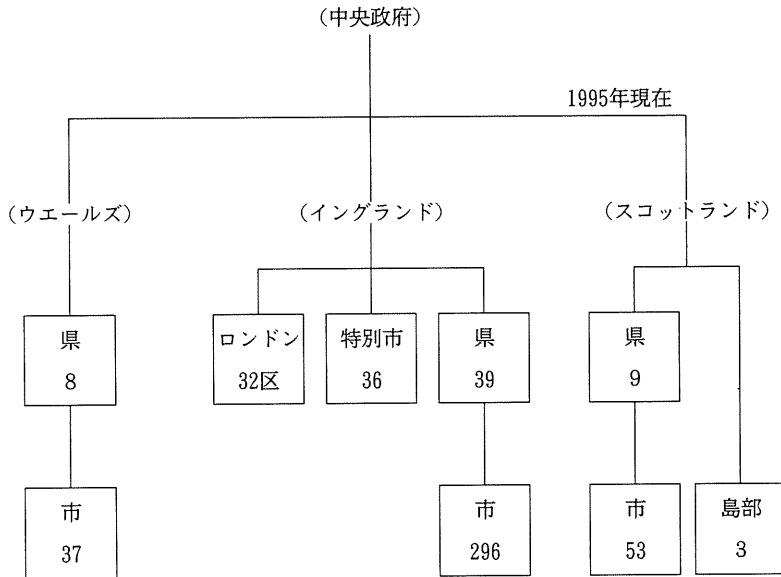 (中央政府)
1995年現在
(ウエールズ)
(イングランド)
(スコットランド)
県
8
ロンドン
32区
特別市
36
県
39
県
9
市
37
市
296
市
53
島部
3